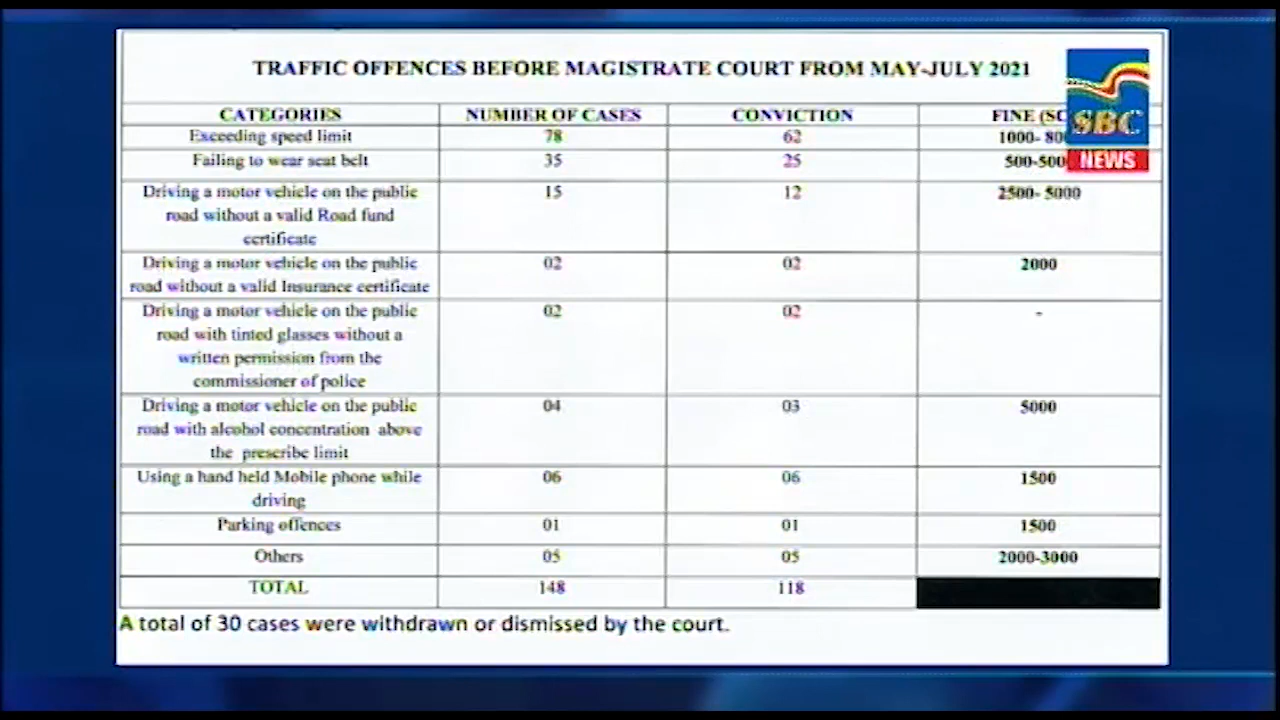 TRAFFIC OFFENCES BEFORE MAGISTRATE COURT FROM MAY-JULY 2021
CATEGORIES NUMBER OF CASES CONVICTION FINE
Exceeding speed limit 78 62 1000-
Failing to wear seat belt 35 25
Driving a motor vehicle on the public 15 12 2500- 5000
road without a valid Road fund
certificate
Driving a motor vehicle on the public 02 02 2000
road without a valid Insurance certificate
Driving a motor vehicle on the public 02 02 -
road with tinted glasses without a
written permission from the
commissioner of police
Driving a motor vehicle on the public 04 03 5000
road with alcohol concentration above
the prescribe limit
Using a hand held Mobile phone while 06 06 1500
driving
Parking offences 01 01 1500
Others 05 05 2000-3000
TOTAL 148 118
A total of 30 cases were withdrawn or dismissed by the court.
SBC
NEWS